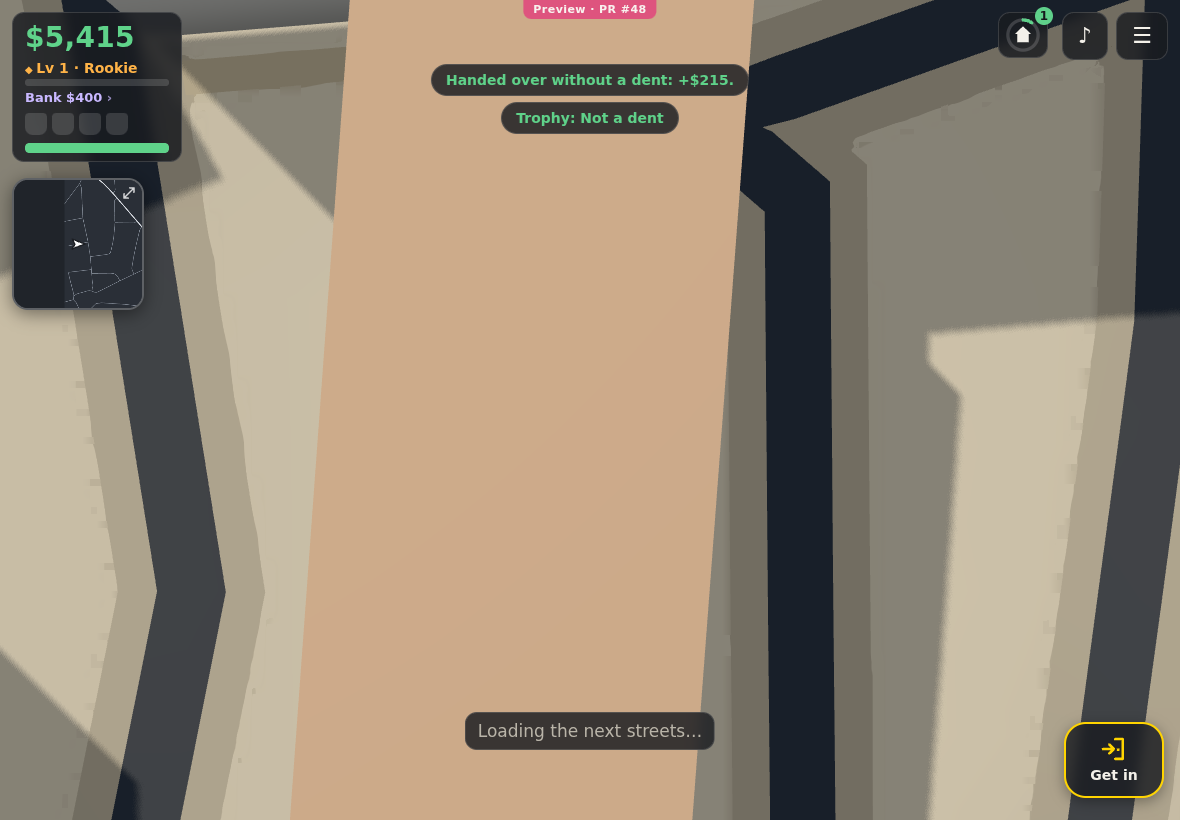 Preview · PR #48
$5,415
Lv 1 · Rookie
Bank $400 ›
1
Handed over without a dent: +$215.
Trophy: Not a dent
Loading the next streets…
Get in